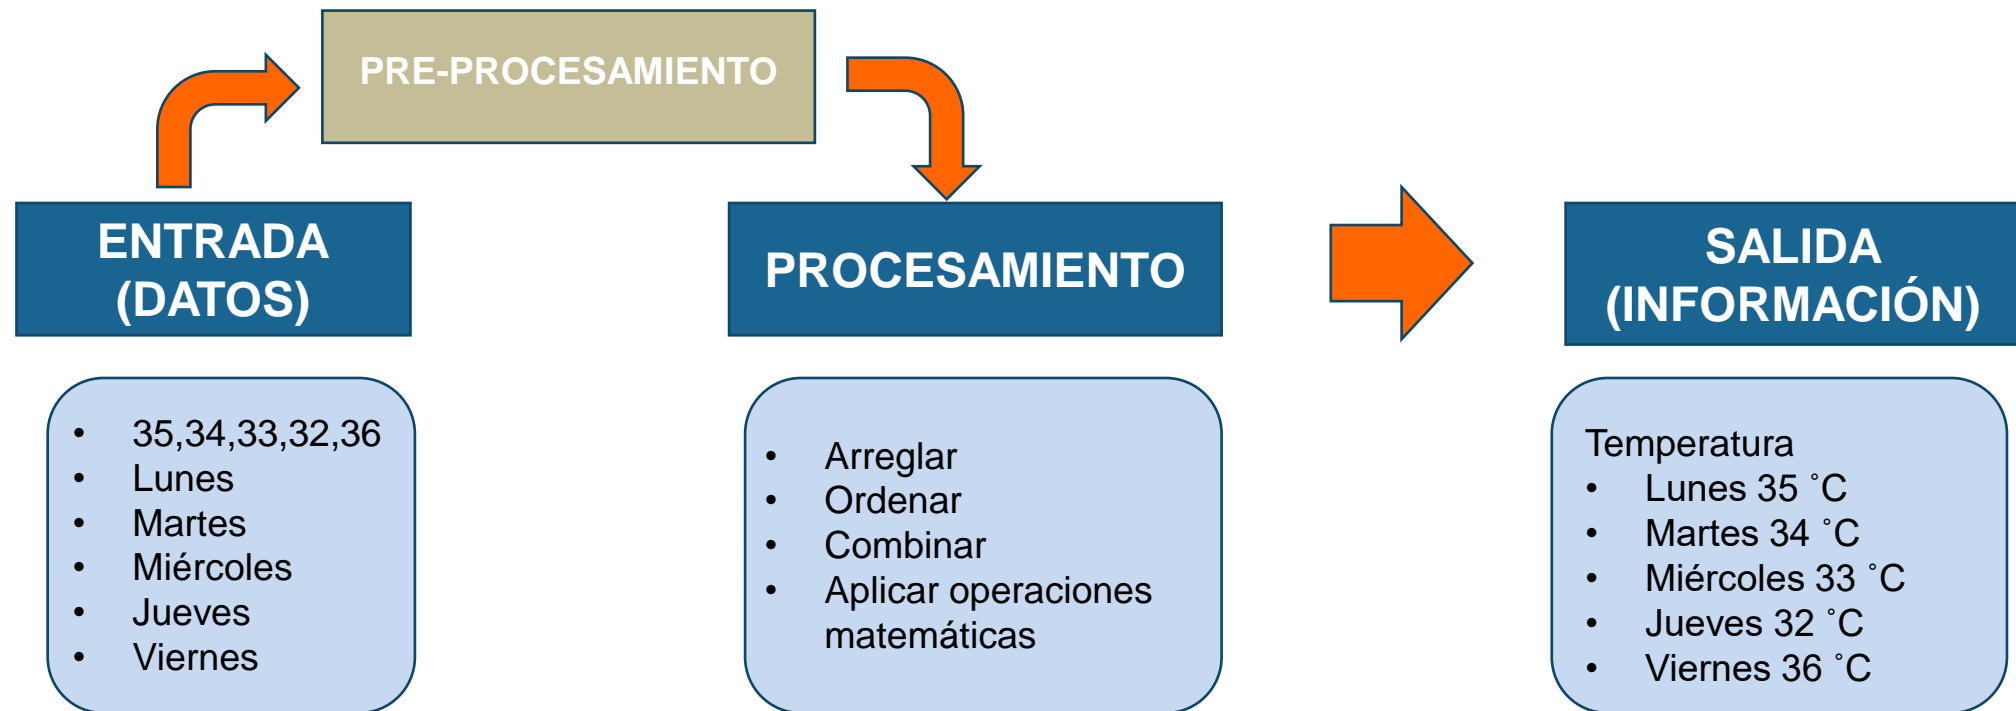 PRE-PROCESAMIENTO
ENTRADA
(DATOS)
PROCESAMIENTO
SALIDA
(INFORMACIÓN)
• 35,34,33,32,36
• Lunes
• Martes
• Miércoles
• Jueves
• Viernes
• Arreglar
• Ordenar
• Combinar
• Aplicar operaciones
matemáticas
Temperatura
• Lunes 35 ˚C
• Martes 34 ˚C
• Miércoles 33 ˚C
• Jueves 32 ˚C
• Viernes 36 ˚C